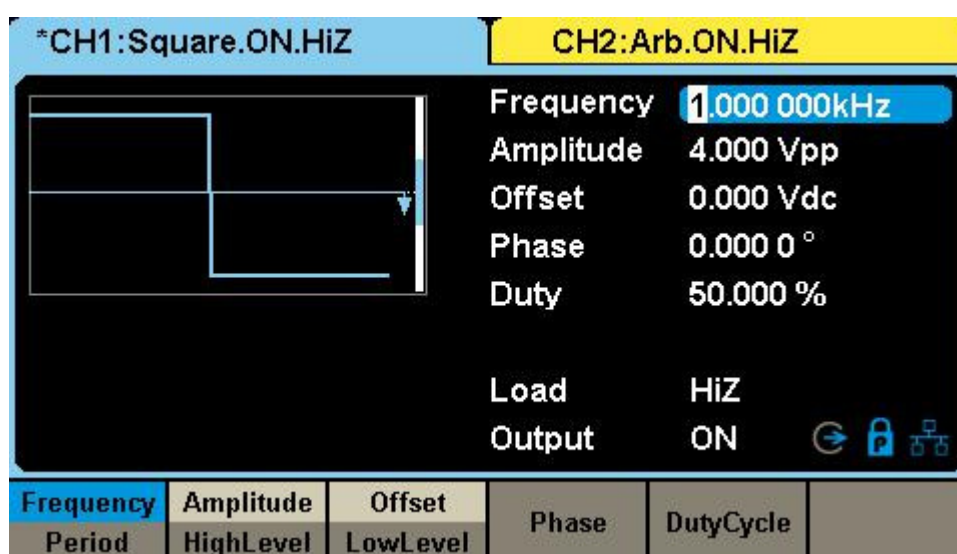 *CH1:Square.ON.HiZ CH2:Arb.ON.HiZ
Frequency 1.000 000kHz
Amplitude 4.000 Vpp
Offset 0.000 Vdc
Phase 0.000 0 °
Duty 50.000 %
Load HiZ
Output ON
Frequency Amplitude Offset Phase DutyCycle
Period HighLevel LowLevel